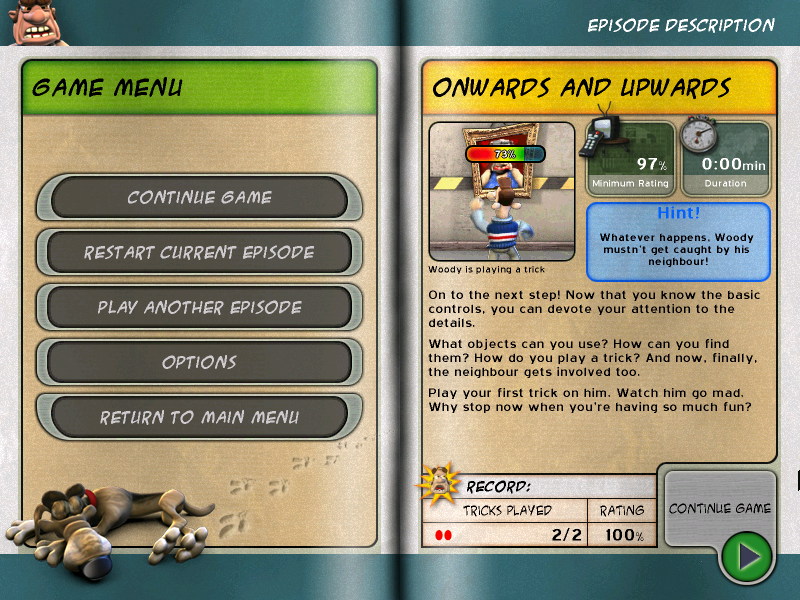 EPISODE DESCRIPTION
GAME MENU
CONTINUE GAME
RESTART CURRENT EPISODE
PLAY ANOTHER EPISODE
OPTIONS
RETURN TO MAIN MENU
ONWARDS AND UPWARDS
73%
Woody is playing a trick
97%
Minimum Rating
0:00min
Duration
Hint!
Whatever happens, Woody
mustn't get caught by his
neighbour!
On to the next step! Now that you know the basic
controls, you can devote your attention to the
details.
What objects can you use? How can you find
them? How do you play a trick? And now, finally,
the neighbour gets involved too.
Play your first trick on him. Watch him go mad.
Why stop now when you're having so much fun?
RECORD:
TRICKS PLAYED RATING
2/2 100%
CONTINUE GAME